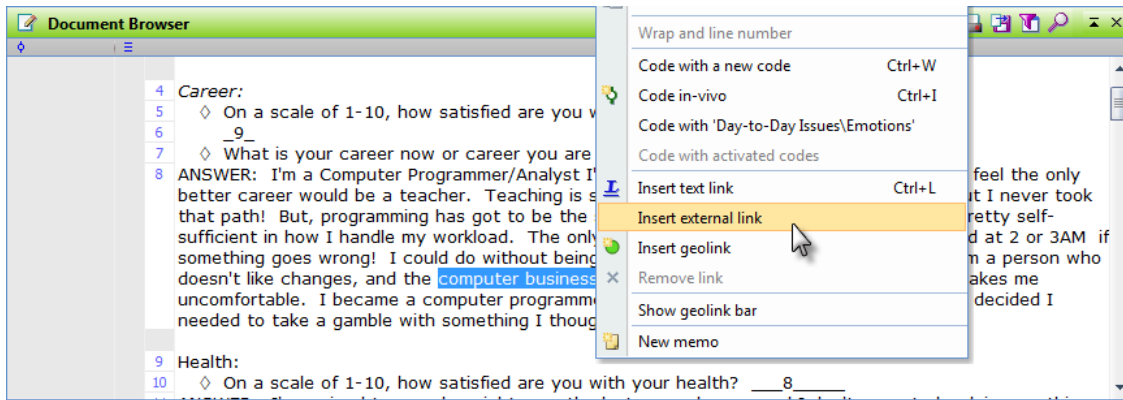 Document Browser
Wrap and line number
Code with a new code Ctrl+W
Code in-vivo Ctrl+I
Code with 'Day-to-Day Issues\Emotions'
Code with activated codes
Insert text link Ctrl+L
Insert external link
Insert geolink
Remove link
Show geolink bar
New memo
4 Career:
5 ◊ On a scale of 1-10, how satisfied are you
6 _9_
7 ◊ What is your career now or career you are
8 ANSWER: I'm a Computer Programmer/Analyst feel the only
better career would be a teacher. Teaching is I never took
that path! But, programming has got to be the self-
sufficient in how I handle my workload. The at 2 or 3AM if
something goes wrong! I could do without a person who
doesn't like changes, and the computer business me
uncomfortable. I became a computer decided I
needed to take a gamble with something I
9 Health:
10 ◊ On a scale of 1-10, how satisfied are you with your health? ___8_____